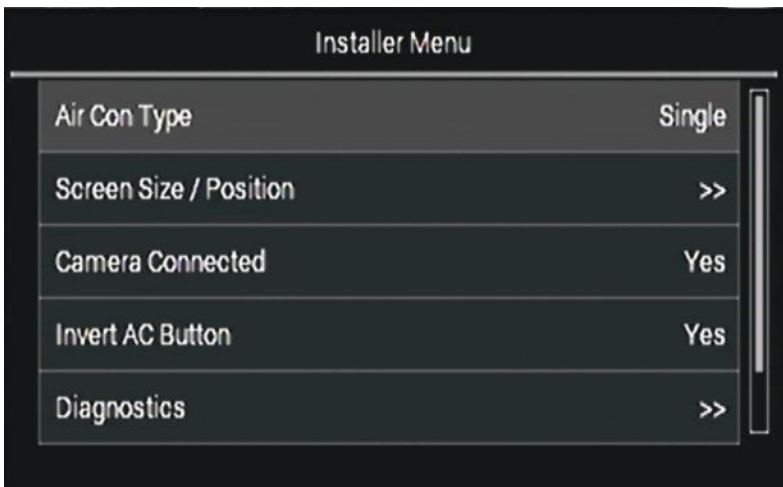 Installer Menu
Air Con Type Single
Screen Size / Position >>
Camera Connected Yes
Invert AC Button Yes
Diagnostics >>